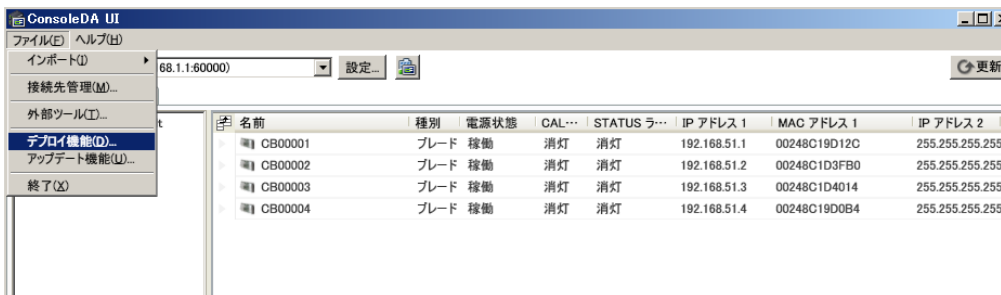 ConsoleDA UI
ファイル(F) ヘルプ(H)
インポート(I)
68.1.1:60000) 設定... 更新
接続先管理(M)...
外部ツール(T)...
デプロイ機能(D)...
アップデート機能(U)...
終了(X)
t
名前 種別 電源状態 CAL… STATUS ラ… IP アドレス 1 MAC アドレス 1 IP アドレス 2
CB00001 ブレード 稼働 消灯 消灯 192.168.51.1 00248C19D12C 255.255.255.255
CB00002 ブレード 稼働 消灯 消灯 192.168.51.2 00248C1D3FB0 255.255.255.255
CB00003 ブレード 稼働 消灯 消灯 192.168.51.3 00248C1D4014 255.255.255.255
CB00004 ブレード 稼働 消灯 消灯 192.168.51.4 00248C19D0B4 255.255.255.255